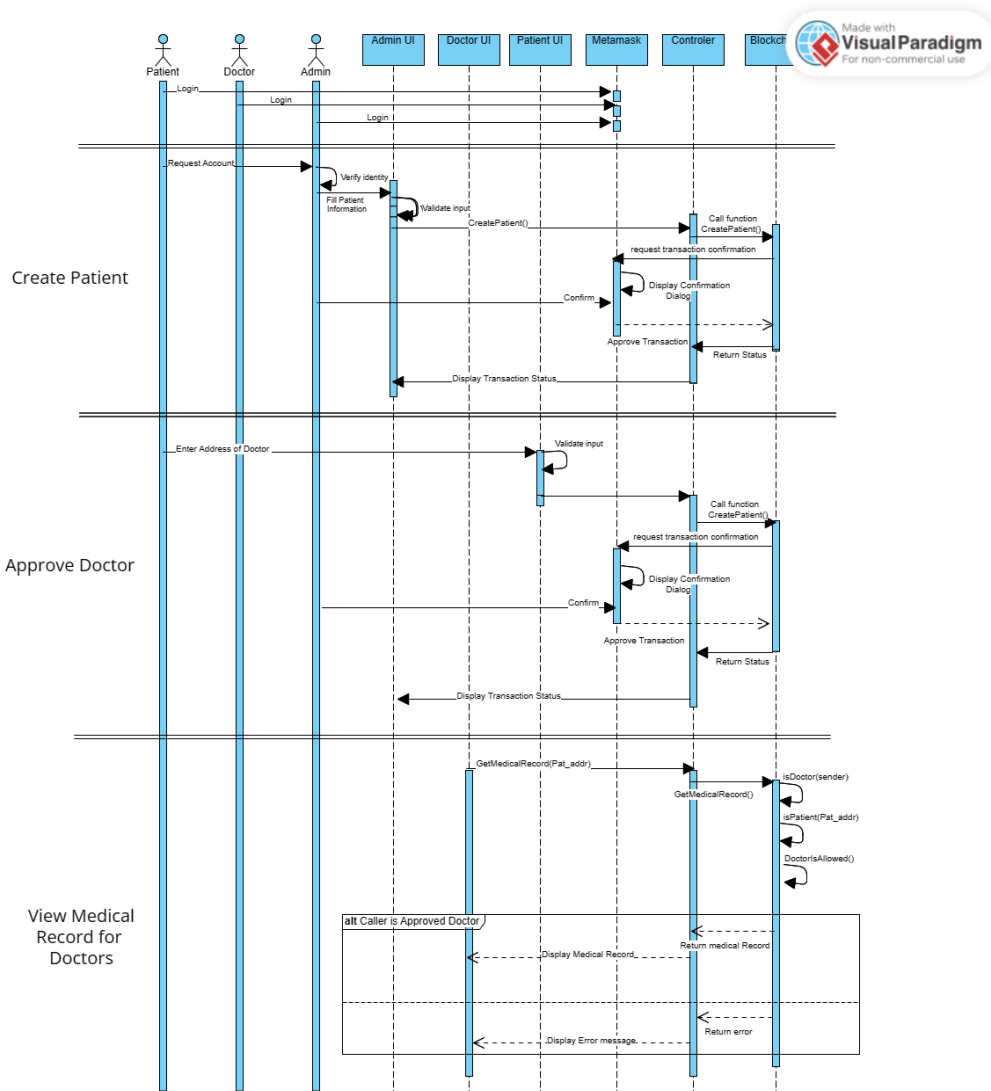 Made with
VisualParadigm
For non-commercial use
Admin UI
Doctor UI
Patient UI
Metamask
Controler
Patient
Doctor
Admin
Login
Login
Login
Request Account
Verify identity
Fill Patient
Information
Validate input
CreatePatient()
Call function
CreatePatient()
request transaction confirmation
Create Patient
Display Confirmation
Dialog
Confirm
Approve Transaction
Return Status
Display Transaction Status
Enter Address of Doctor
Validate input
Call function
CreatePatient()
request transaction confirmation
Approve Doctor
Display Confirmation
Dialog
Confirm
Approve Transaction
Return Status
Display Transaction Status
GetMedicalRecord(Pat_addr)
isDoctor(sender)
GetMedicalRecord()
isPatient(Pat_addr)
DoctorIsAllowed()
View Medical
Record for
Doctors
alt Caller is Approved Doctor
Return medical Record
Display Medical Record
Return error
Display Error message